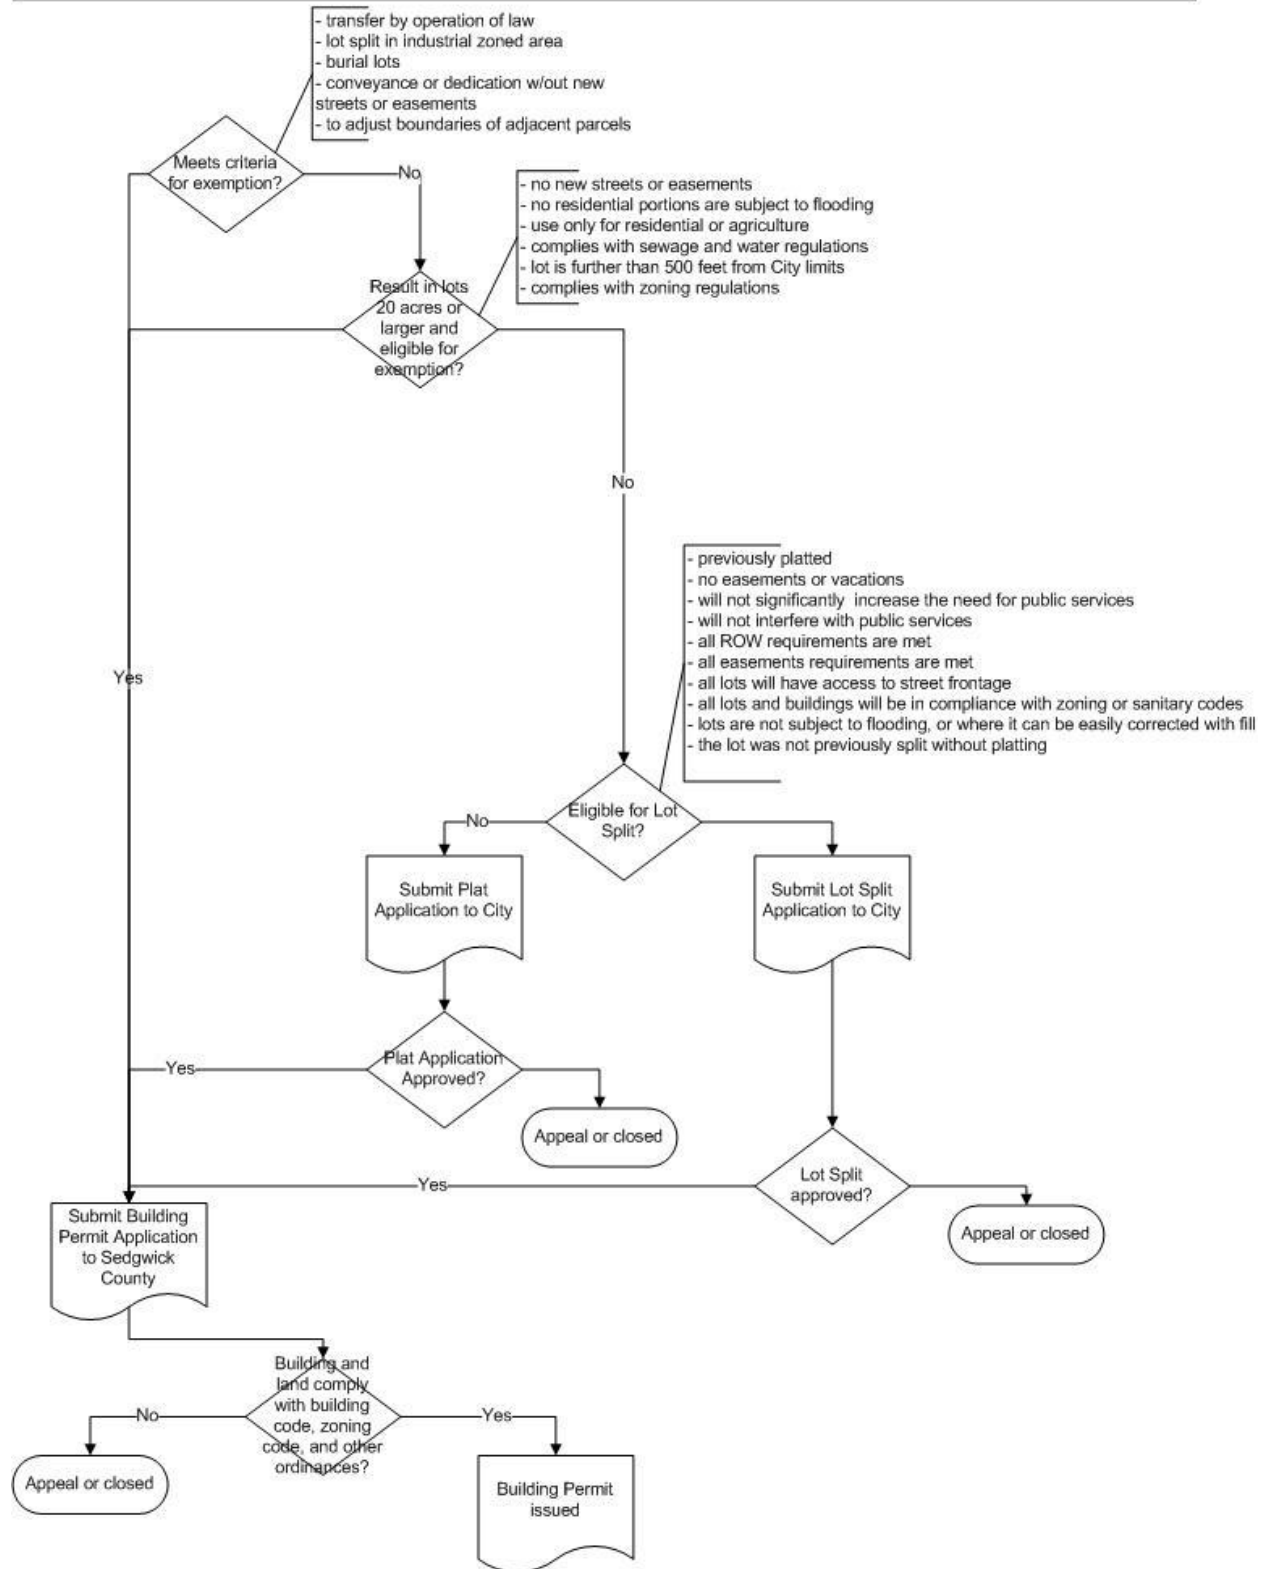 - transfer by operation of law
- lot split in industrial zoned area
- burial lots
- conveyance or dedication w/out new
streets or easements
- to adjust boundaries of adjacent parcels
Meets criteria
for exemption?
No
- no new streets or easements
- no residential portions are subject to flooding
- use only for residential or agriculture
- complies with sewage and water regulations
- lot is further than 500 feet from City limits
- complies with zoning regulations
Result in lots
20 acres or
larger and
eligible for
exemption?
No
- previously platted
- no easements or vacations
- will not significantly increase the need for public services
- will not interfere with public services
- all ROW requirements are met
- all easements requirements are met
- all lots will have access to street frontage
- all lots and buildings will be in compliance with zoning or sanitary codes
- lots are not subject to flooding, or where it can be easily corrected with fill
- the lot was not previously split without platting
Yes
Eligible for Lot
Split?
No
Submit Plat
Application to City
Submit Lot Split
Application to City
Plat Application
Approved?
Yes
Appeal or closed
Lot Split
approved?
Yes
Appeal or closed
Submit Building
Permit Application
to Sedgwick
County
Building and
land comply
with building
code, zoning
code, and other
ordinances?
No
Yes
Appeal or closed
Building Permit
issued